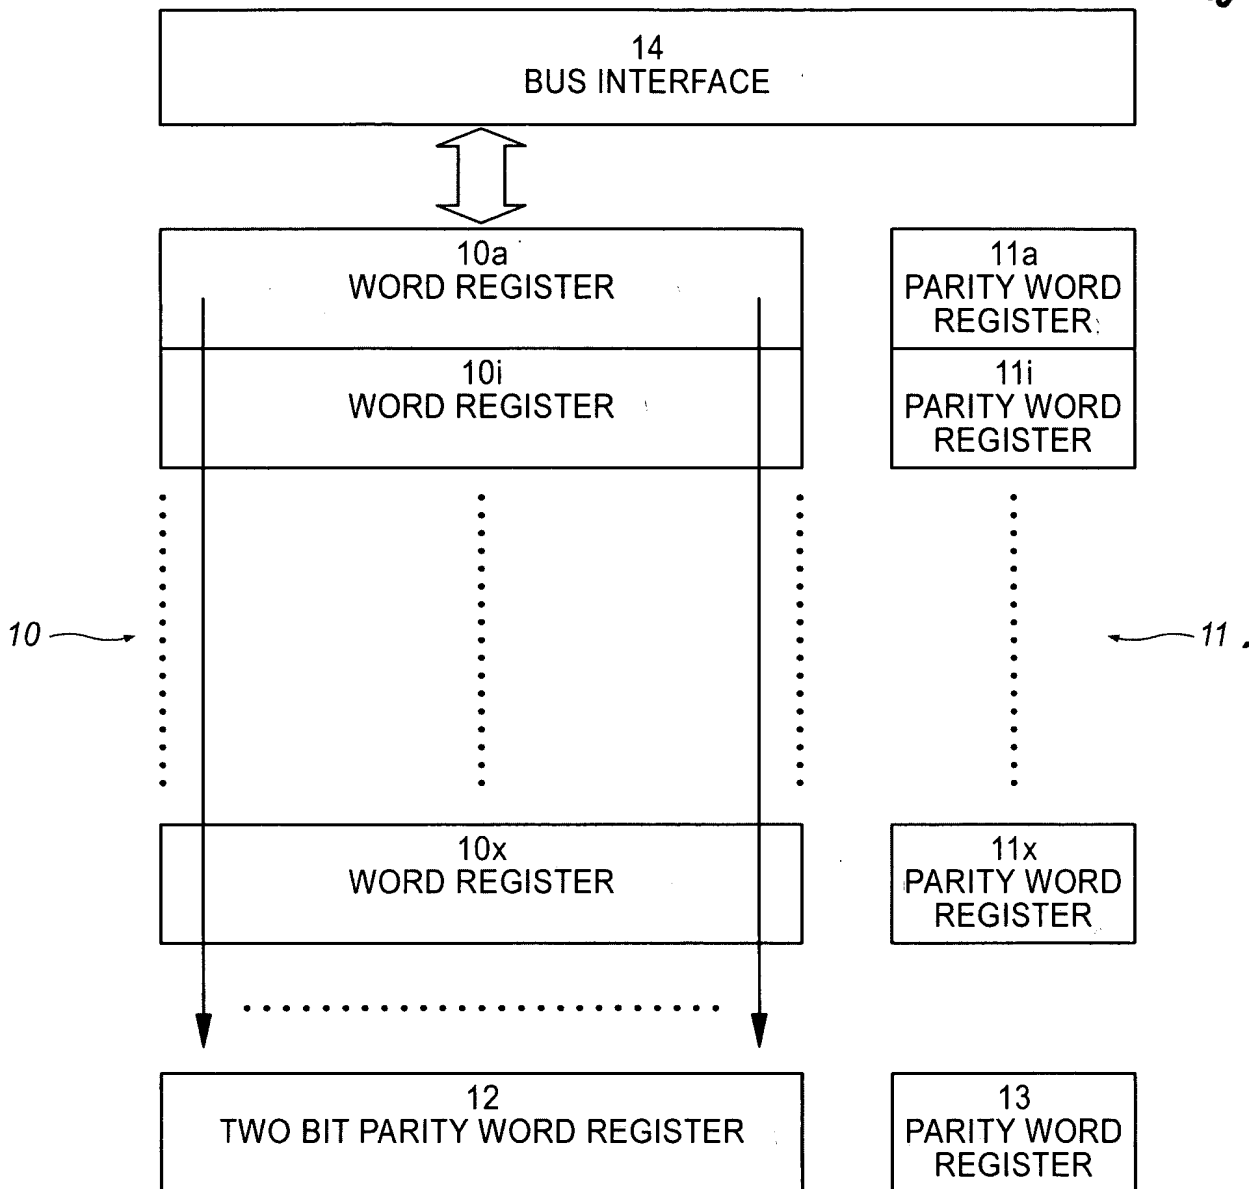 14
BUS INTERFACE
10a
WORD REGISTER
11a
PARITY WORD
REGISTER
10i
WORD REGISTER
11i
PARITY WORD
REGISTER
10
11
10x
WORD REGISTER
11x
PARITY WORD
REGISTER
12
TWO BIT PARITY WORD REGISTER
13
PARITY WORD
REGISTER